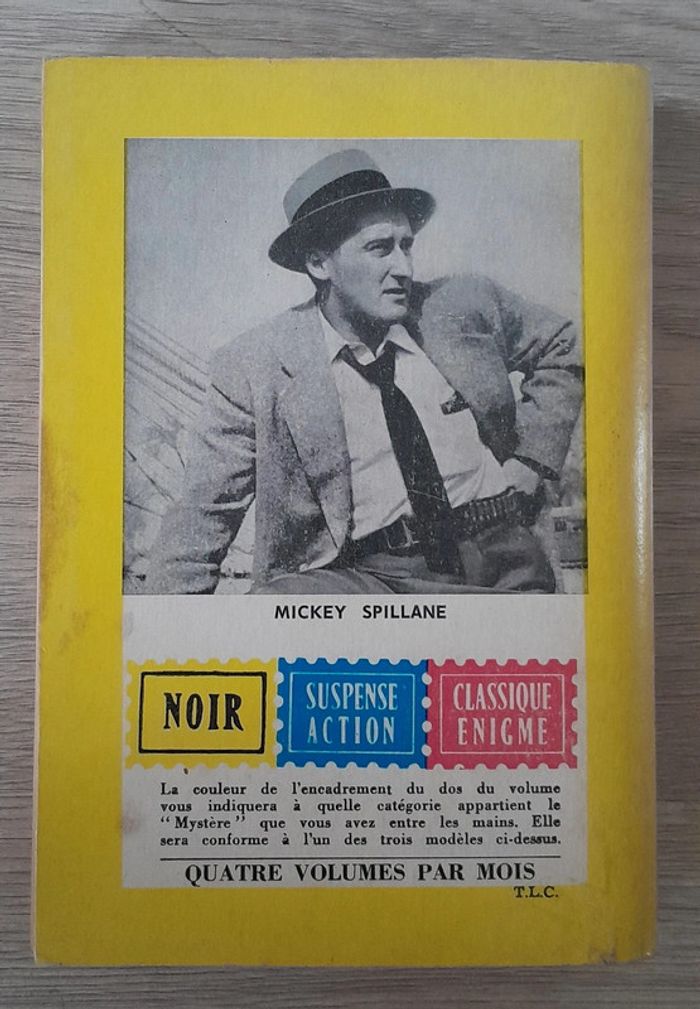 MICKEY SPILLANE
NOIR
SUSPENSE
ACTION
CLASSIQUE
ENIGME
La couleur de l'encadrement du dos du volume
vous indiquera à quelle catégorie appartient le
"Mystère" que vous avez entre les mains. Elle
sera conforme à l'un des trois modèles ci-dessus.
QUATRE VOLUMES PAR MOIS
T.L.C.